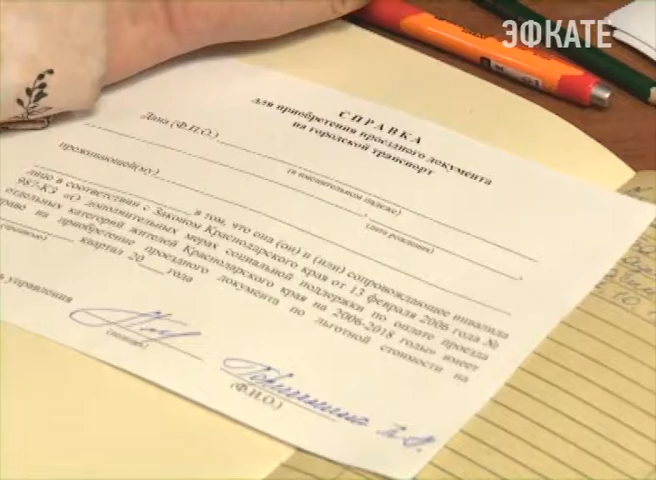 ЭФКАТЕ
СПРАВКА
для приобретения проездного документа
на городской транспорт
Дана (Ф.И.О.)
(в именительном падеже)
,
(дата рождения)
проживающей(му)
,
в том, что она (он) и (или) сопровождающее инвалида
лицо в соответствии с Законом Краснодарского края от 13 февраля 2006 года №
987-КЗ «О дополнительных мерах социальной поддержки по оплате проезда
отдельных категорий жителей Краснодарского края на 2006-2018 годы» имеет
право на приобретение проездного документа по льготной стоимости на
квартал 20 года
(прописью)
управления
(подпись)
(Ф.И.О.)